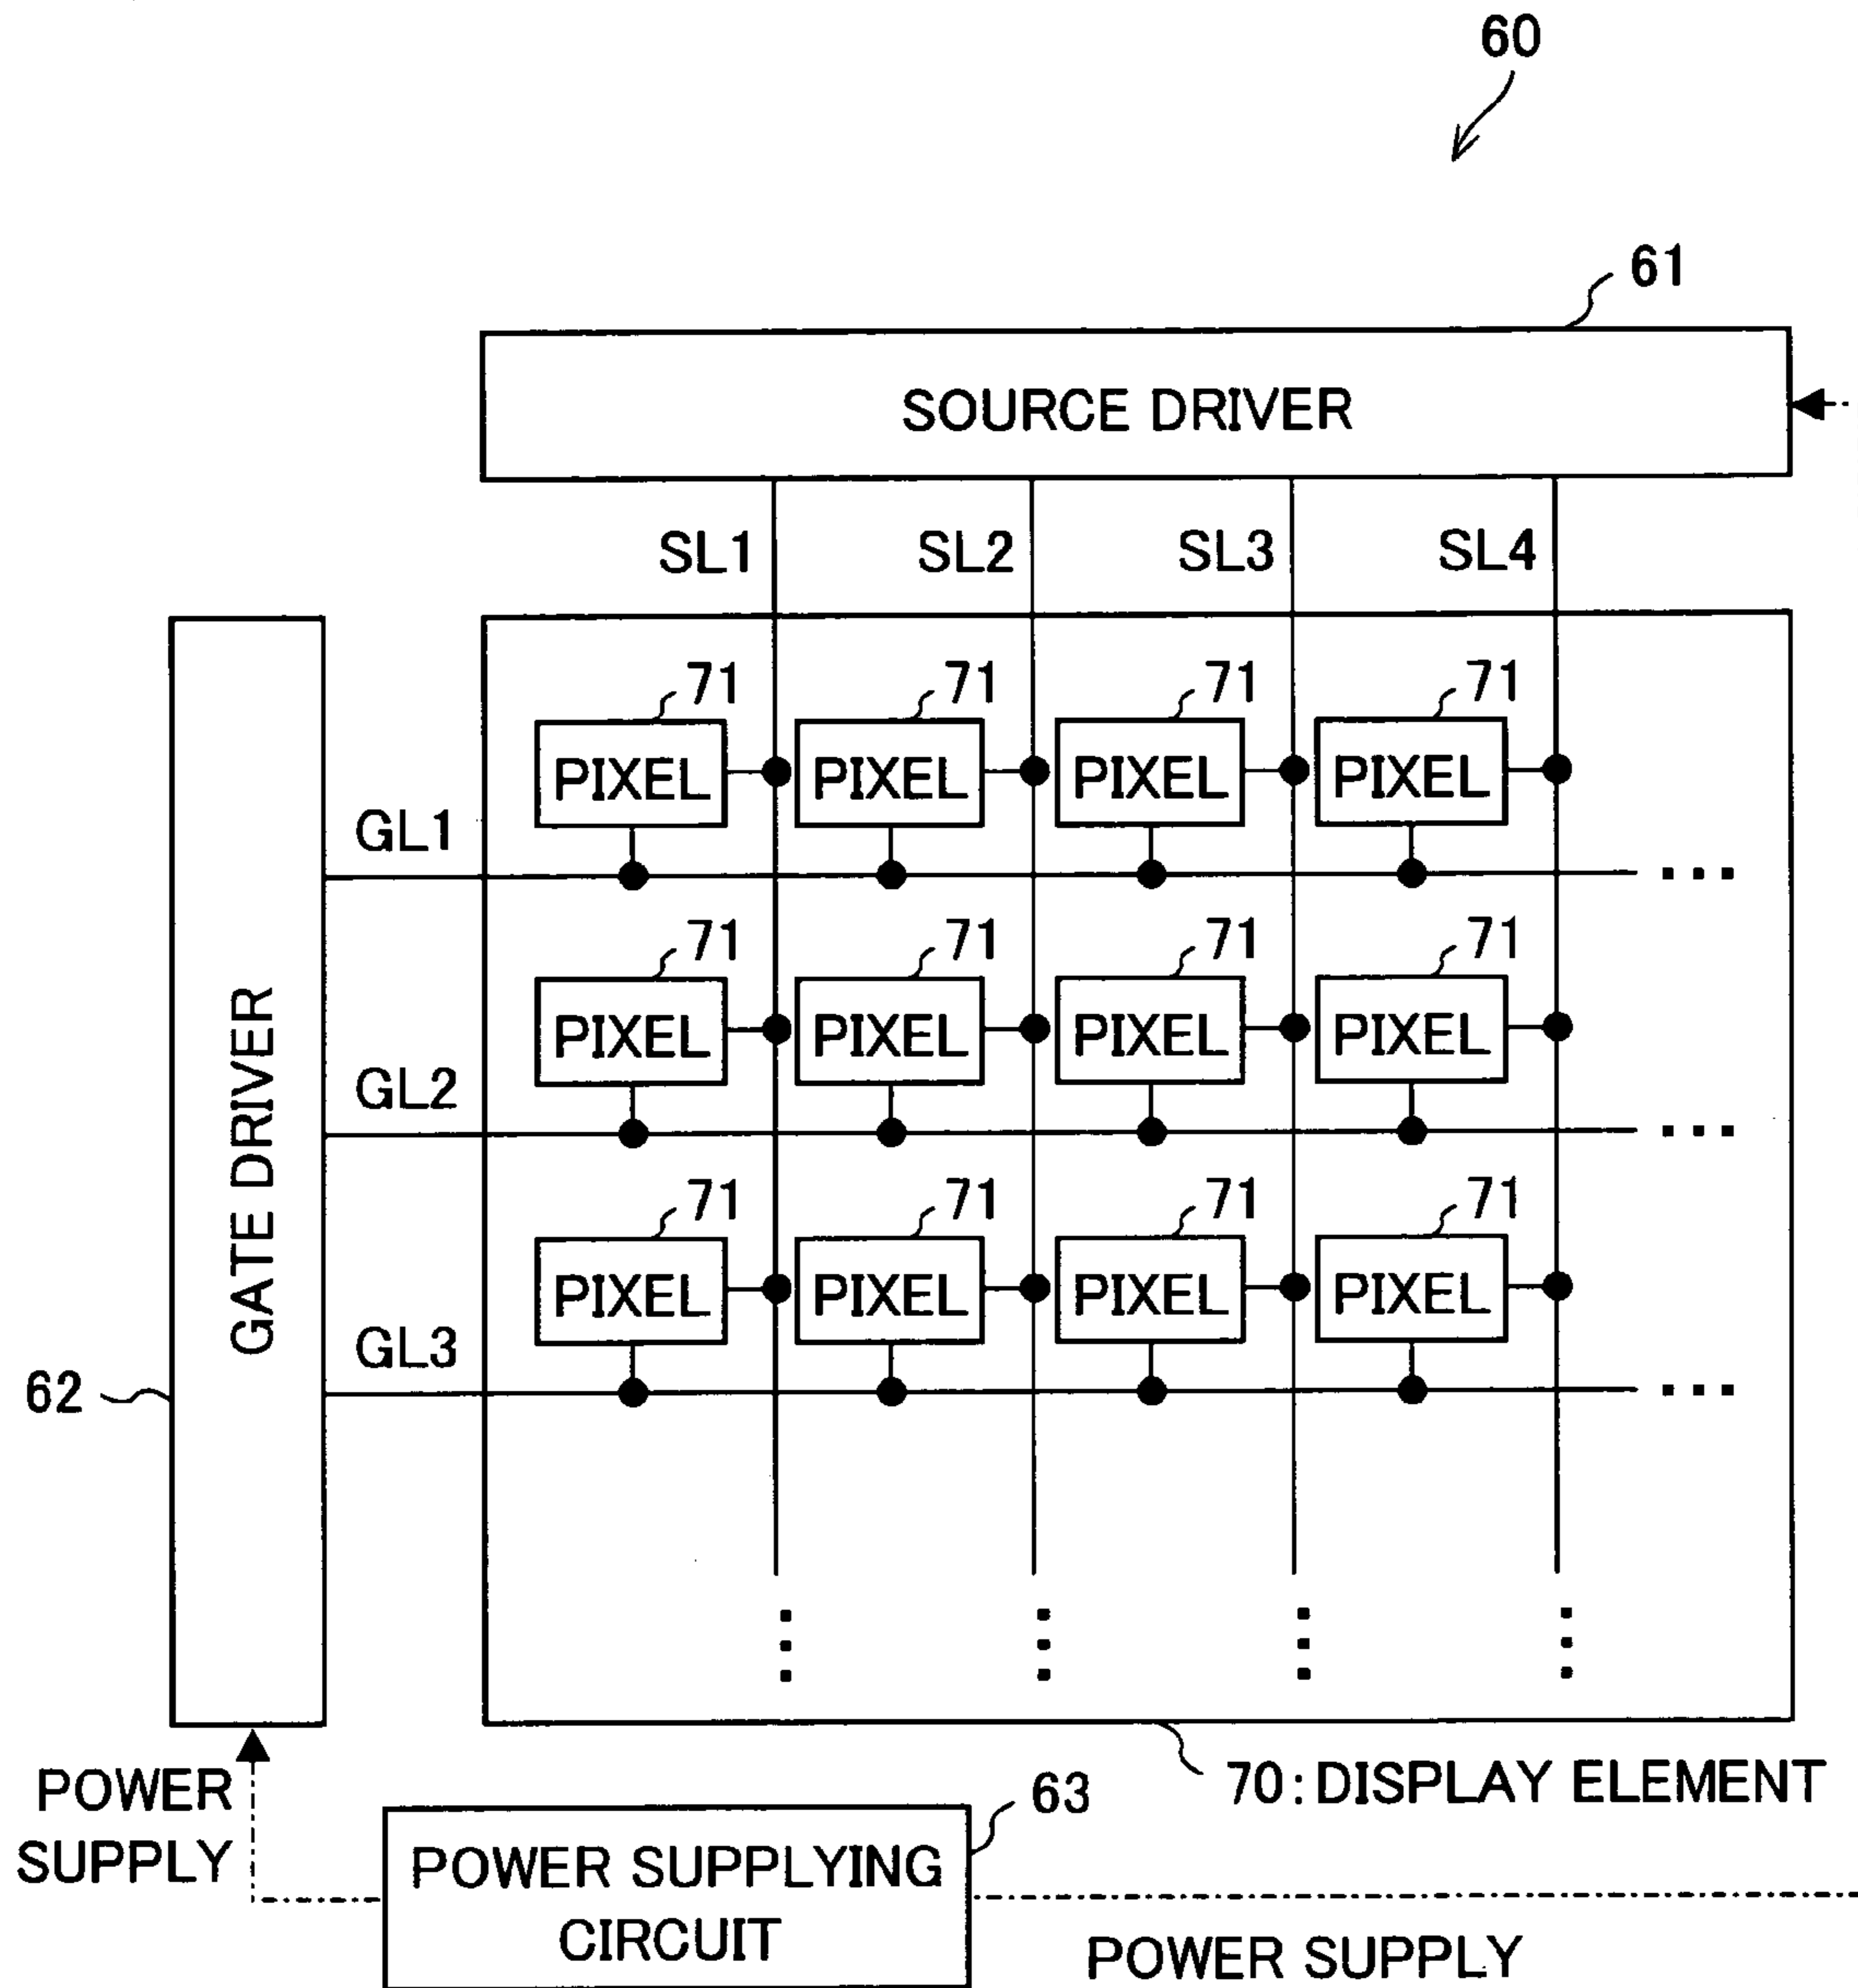 60
61
SOURCE DRIVER
SL1 SL2 SL3 SL4
71 71 71 71
PIXEL PIXEL PIXEL PIXEL
GL1
71 71 71 71
PIXEL PIXEL PIXEL PIXEL
GL2
71 71 71 71
PIXEL PIXEL PIXEL PIXEL
GL3
GATE DRIVER
62
70:DISPLAY ELEMENT
POWER
SUPPLY
63
POWER SUPPLYING
CIRCUIT
POWER SUPPLY